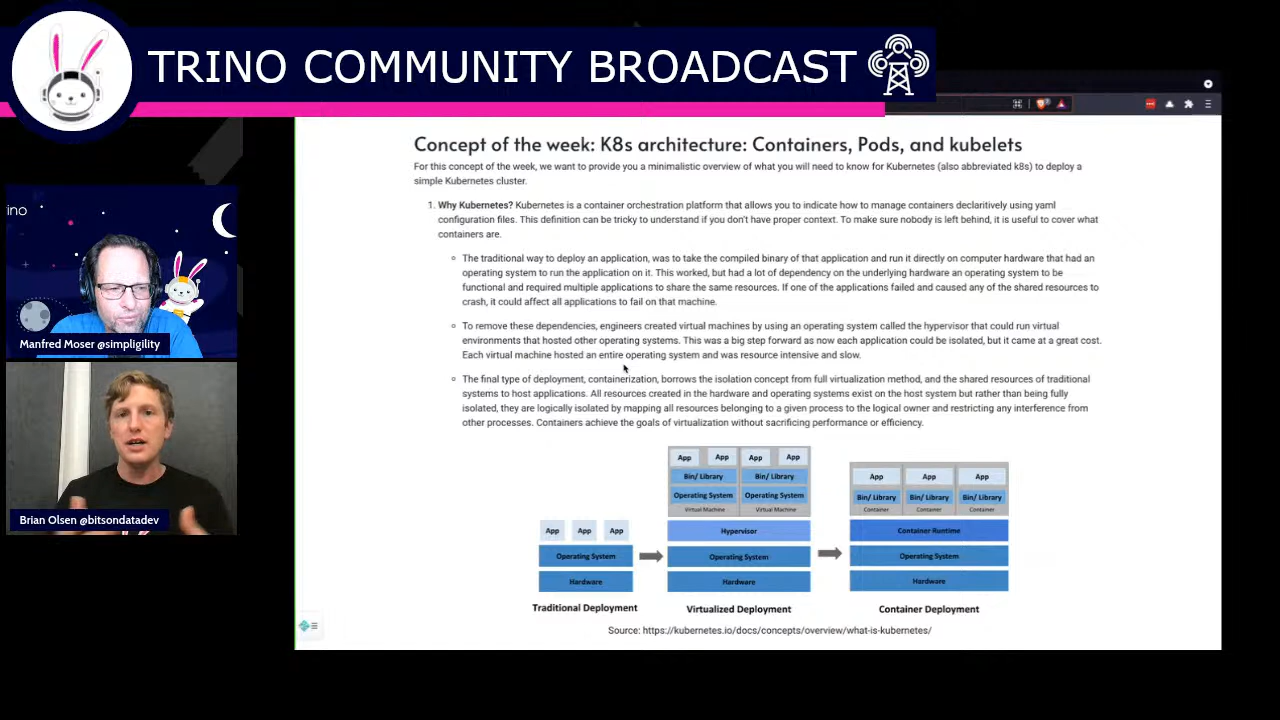 TRINO COMMUNITY BROADCAST
ino
Manfred Moser @simpligility
Brian Olsen @bitsondatadev
Concept of the week: K8s architecture: Containers, Pods, and kubelets
For this concept of the week, we want to provide you a minimalistic overview of what you will need to know for Kubernetes (also abbreviated k8s) to deploy a
simple Kubernetes cluster.
1. Why Kubernetes? Kubernetes is a container orchestration platform that allows you to indicate how to manage containers declaritively using yaml
configuration files. This definition can be tricky to understand if you don't have proper context. To make sure nobody is left behind, it is useful to cover what
containers are.
The traditional way to deploy an application, was to take the compiled binary of that application and run it directly on computer hardware that had an
operating system to run the application on it. This worked, but had a lot of dependency on the underlying hardware an operating system to be
functional and required multiple applications to share the same resources. If one of the applications failed and caused any of the shared resources to
crash, it could affect all applications to fail on that machine.
To remove these dependencies, engineers created virtual machines by using an operating system called the hypervisor that could run virtual
environments that hosted other operating systems. This was a big step forward as now each application could be isolated, but it came at a great cost.
Each virtual machine hosted an entire operating system and was resource intensive and slow.
The final type of deployment, containerization, borrows the isolation concept from full virtualization method, and the shared resources of traditional
systems to host applications. All resources created in the hardware and operating systems exist on the host system but rather than being fully
isolated, they are logically isolated by mapping all resources belonging to a given process to the logical owner and restricting any interference from
other processes. Containers achieve the goals of virtualization without sacrificing performance or efficiency.
App App App
Operating System
Hardware
Traditional Deployment
App App App App
Bin/ Library Bin/ Library
Operating System Operating System
Virtual Machine Virtual Machine
Hypervisor
Operating System
Hardware
Virtualized Deployment
App App App
Bin/ Library Bin/ Library Bin/ Library
Container Container Container
Container Runtime
Operating System
Hardware
Container Deployment
Source: https://kubernetes.io/docs/concepts/overview/what-is-kubernetes/